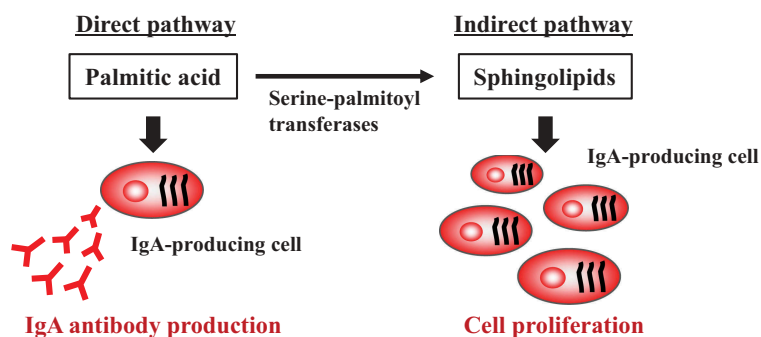 Direct pathway
Indirect pathway
Palmitic acid
Sphingolipids
Serine-palmitoyl
transferases
IgA-producing cell
IgA-producing cell
IgA antibody production
Cell proliferation